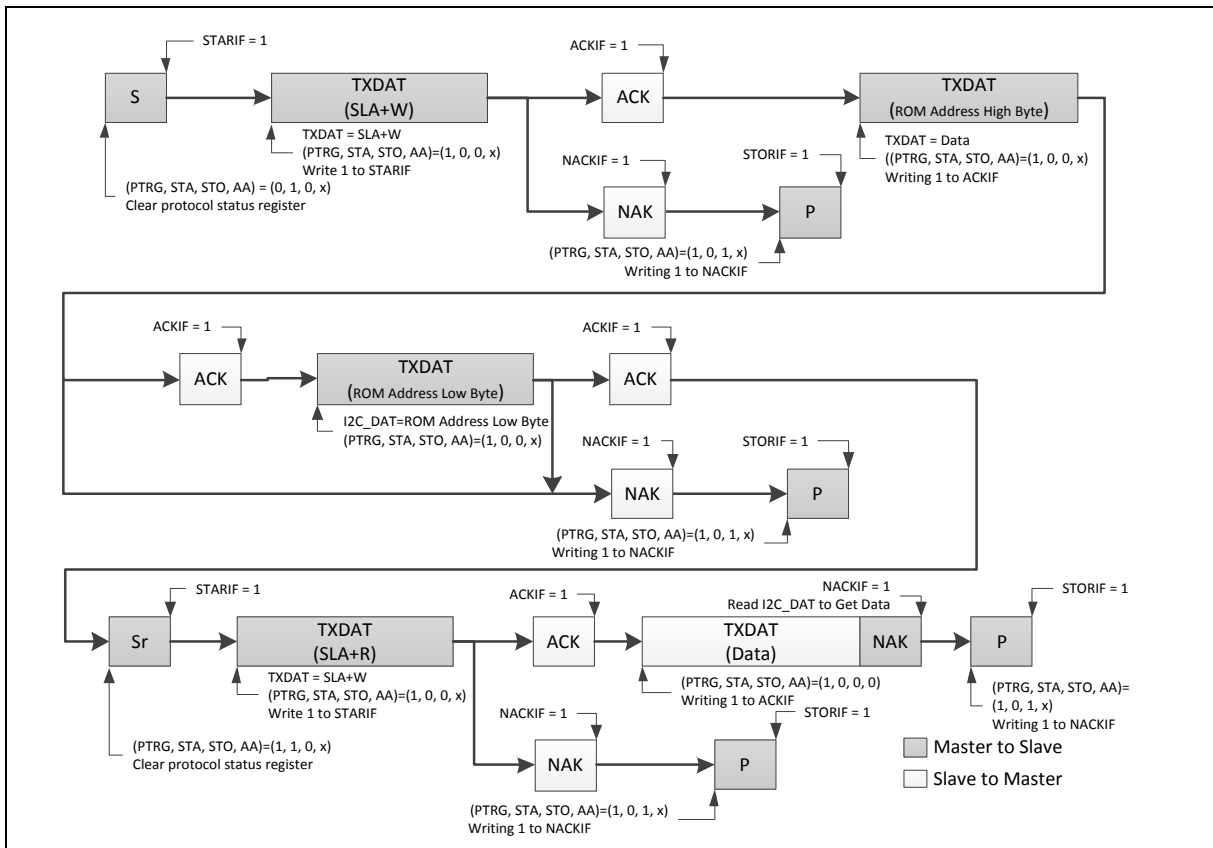 STARIF = 1
ACKIF = 1
S
TXDAT
(SLA+W)
ACK
TXDAT
(ROM Address High Byte)
TXDAT = SLA+W
(PTRG, STA, STO, AA)=(1, 0, 0, x)
Write 1 to STARIF
TXDAT = Data
((PTRG, STA, STO, AA)=(1, 0, 0, x)
Writing 1 to ACKIF
NACKIF = 1
STORIF = 1
(PTRG, STA, STO, AA) = (0, 1, 0, x)
Clear protocol status register
NAK
P
(PTRG, STA, STO, AA)=(1, 0, 1, x)
Writing 1 to NACKIF
ACKIF = 1
ACKIF = 1
ACK
TXDAT
(ROM Address Low Byte)
ACK
I2C_DAT=ROM Address Low Byte
(PTRG, STA, STO, AA)=(1, 0, 0, x)
NACKIF = 1
STORIF = 1
NAK
P
(PTRG, STA, STO, AA)=(1, 0, 1, x)
Writing 1 to NACKIF
STARIF = 1
ACKIF = 1
NACKIF = 1
Read I2C_DAT to Get Data
STORIF = 1
Sr
TXDAT
(SLA+R)
ACK
TXDAT
(Data)
NAK
P
TXDAT = SLA+W
(PTRG, STA, STO, AA)=(1, 0, 0, x)
Write 1 to STARIF
(PTRG, STA, STO, AA)=(1, 0, 0, 0)
Writing 1 to ACKIF
(PTRG, STA, STO, AA)=
(1, 0, 1, x)
Writing 1 to NACKIF
NACKIF = 1
STORIF = 1
(PTRG, STA, STO, AA)=(1, 1, 0, x)
Clear protocol status register
NAK
P
(PTRG, STA, STO, AA)=(1, 0, 1, x)
Writing 1 to NACKIF
Master to Slave
Slave to Master